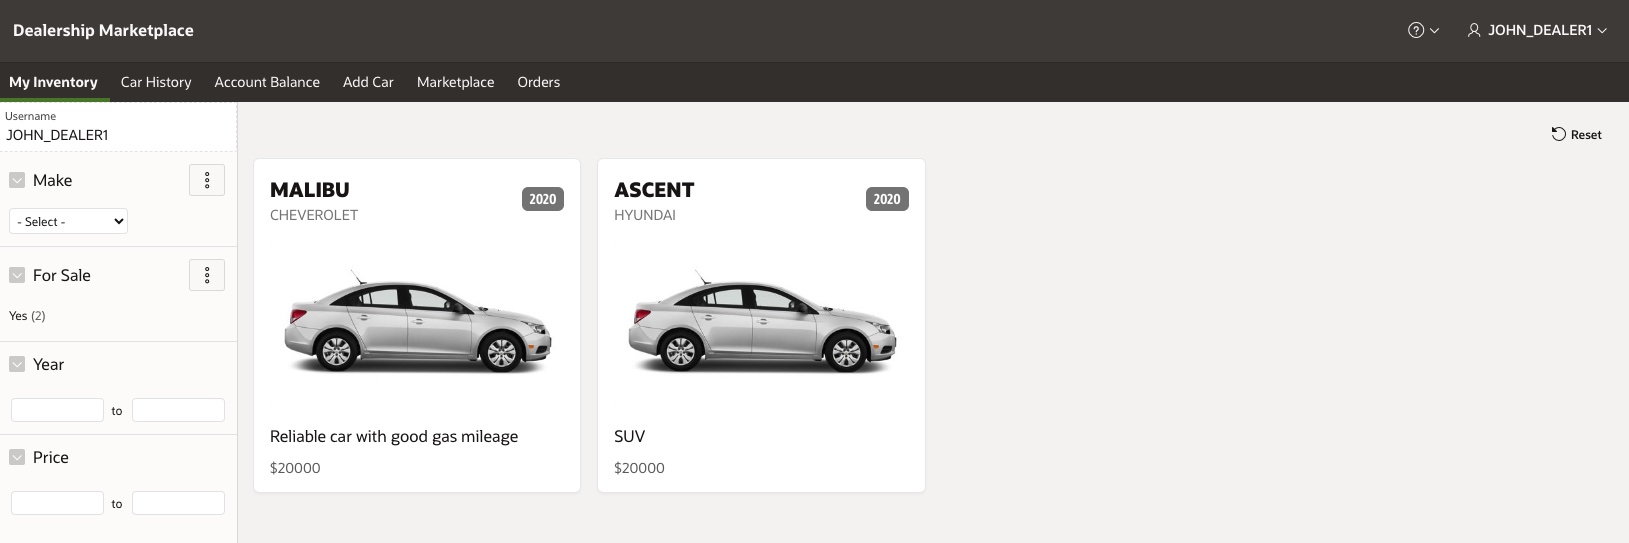 Dealership Marketplace
JOHN_DEALER1
My Inventory Car History Account Balance Add Car Marketplace Orders
Username
JOHN_DEALER1
Make
- Select -
For Sale
Yes (2)
Year
to
Price
to
Reset
MALIBU
CHEVEROLET
2020
Reliable car with good gas mileage
$20000
ASCENT
HYUNDAI
2020
SUV
$20000